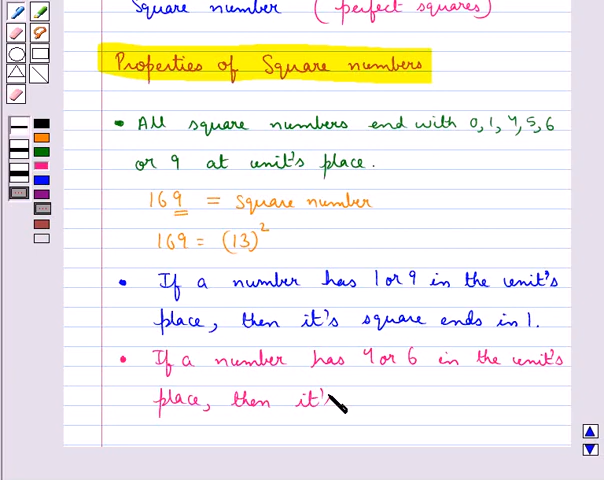 Square number (perfect squares)
Properties of Square numbers
• All square numbers end with 0, 1, 4, 5, 6
or 9 at unit's place.
169 = Square number
169 = (13)²
• If a number has 1 or 9 in the unit's
place, then it's square ends in 1.
• If a number has 4 or 6 in the unit's
place, then it'